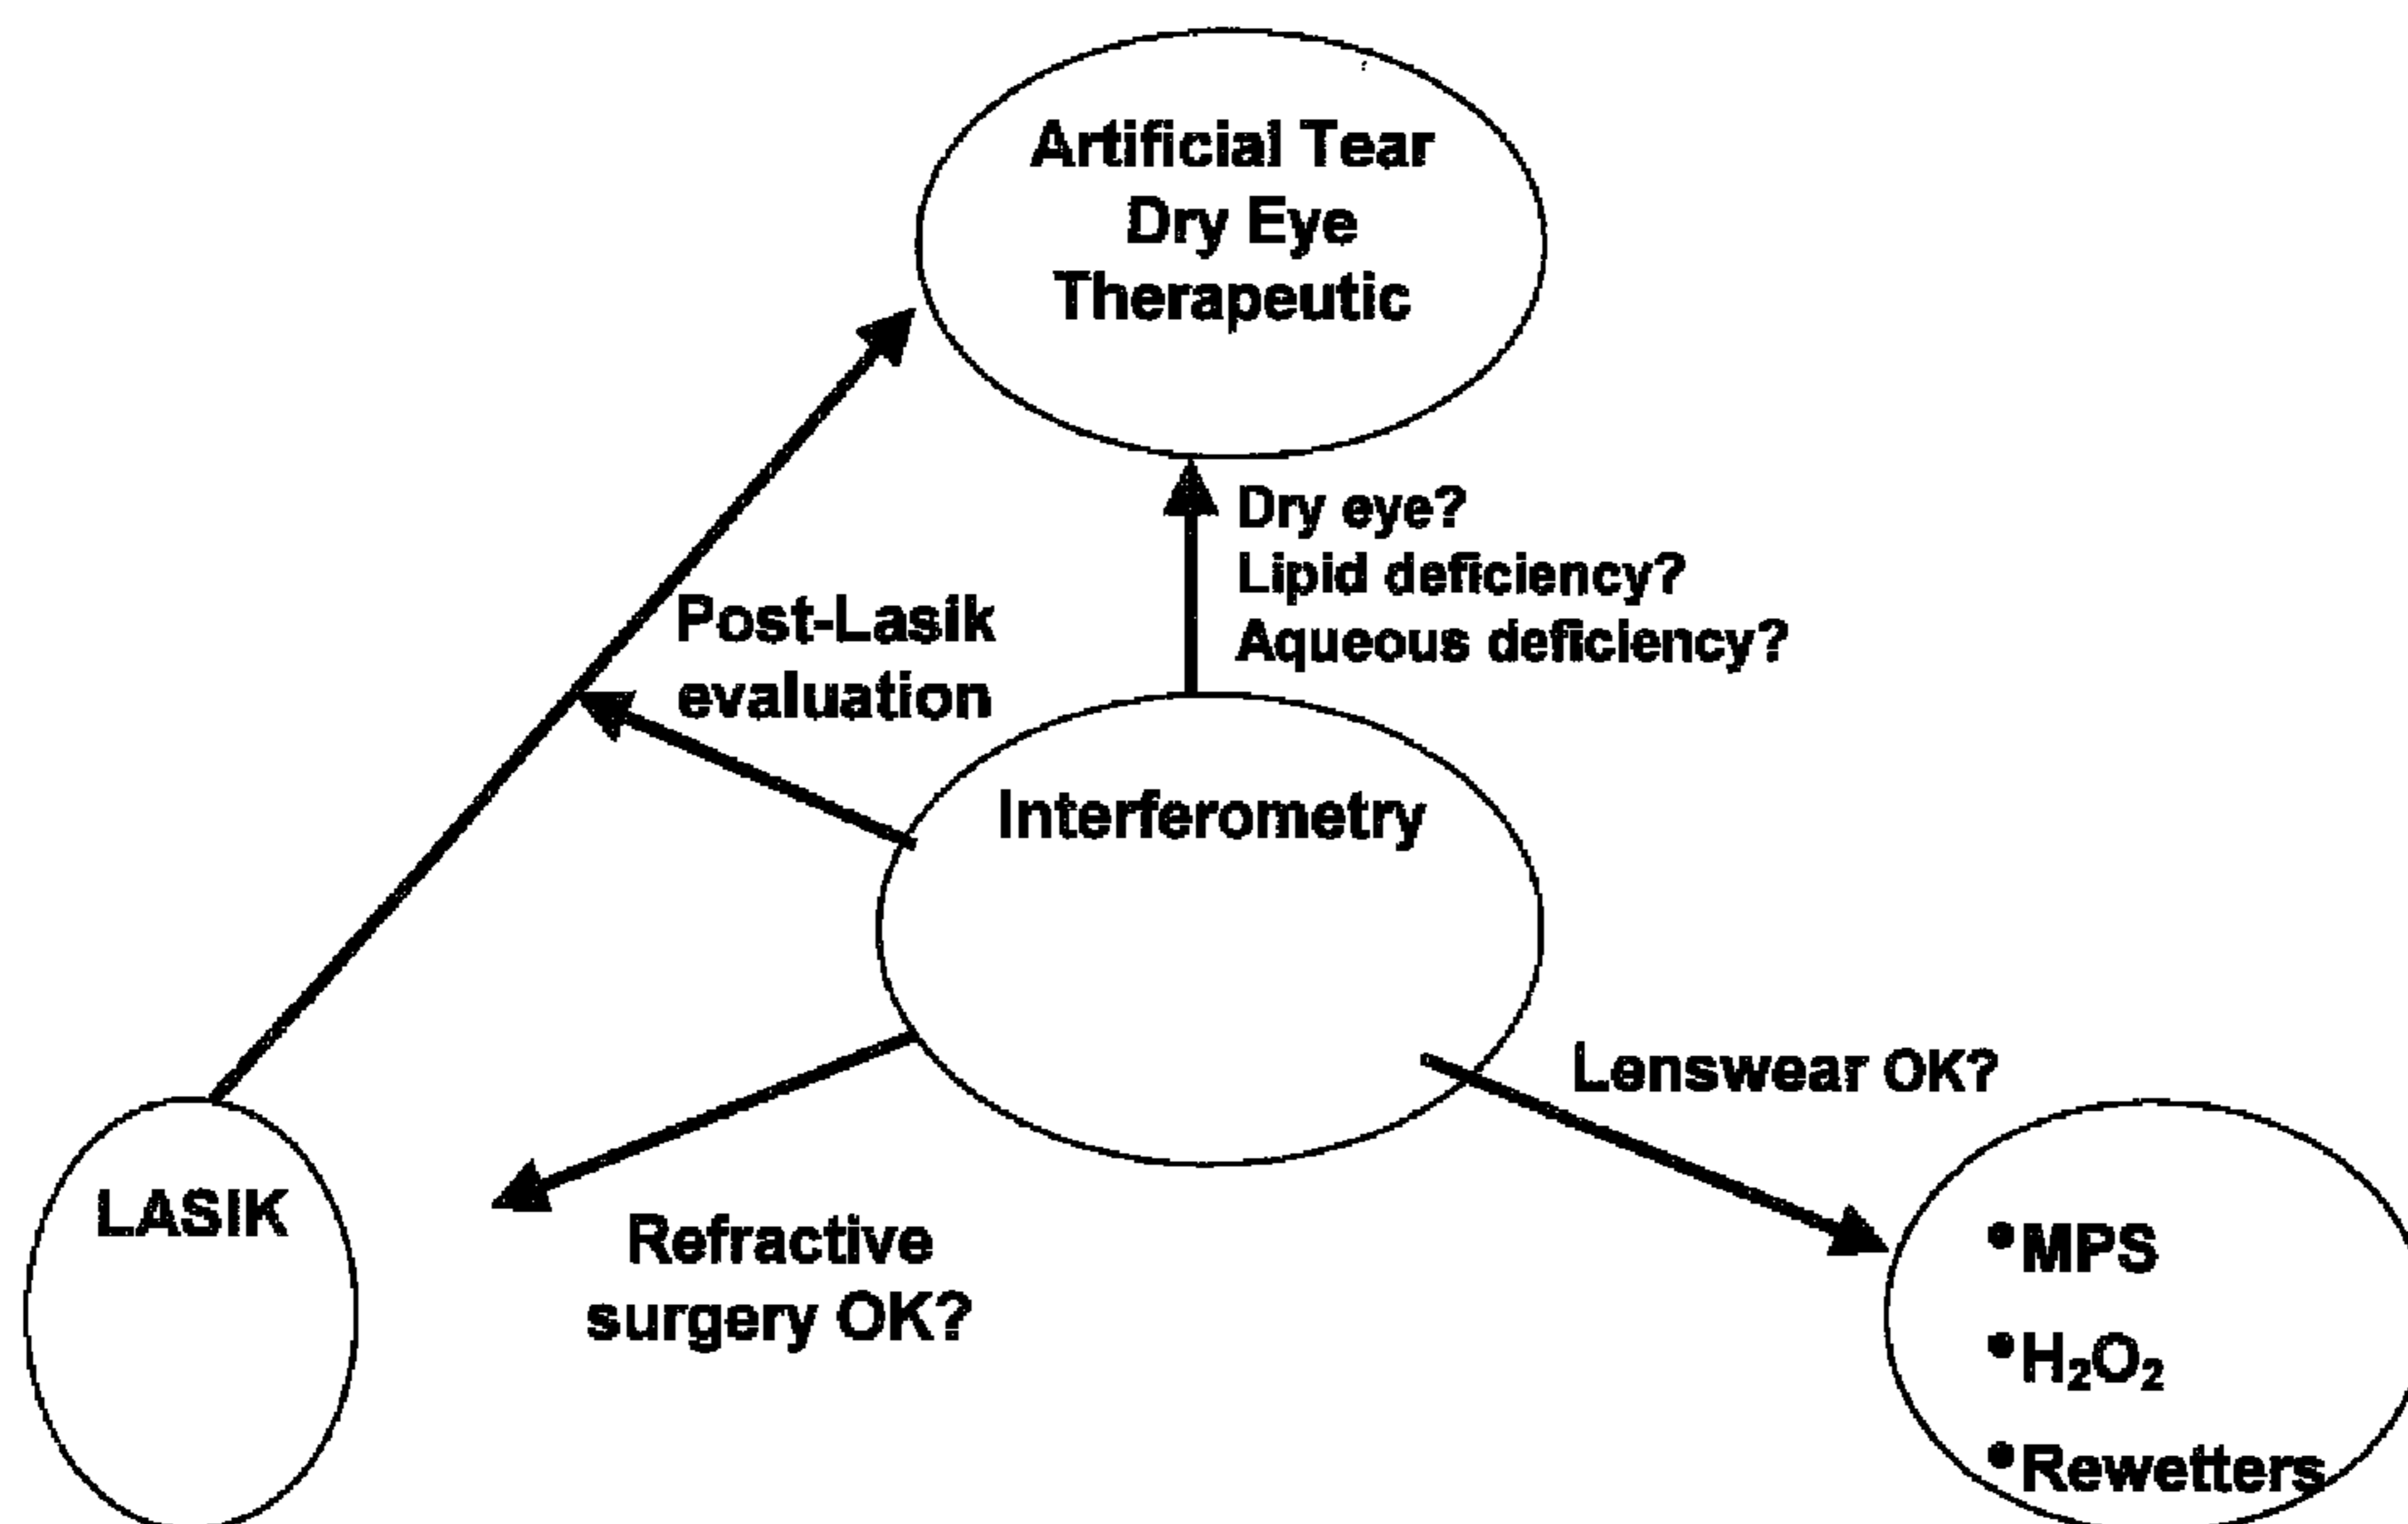 Artificial Tear
Dry Eye
Therapeutic
Dry eye?
Lipid deficiency?
Aqueous deficiency?
Post-Lasik
evaluation
Interferometry
Lenswear OK?
LASIK
Refractive
surgery OK?
•MPS
•H₂O₂
•Rewetters